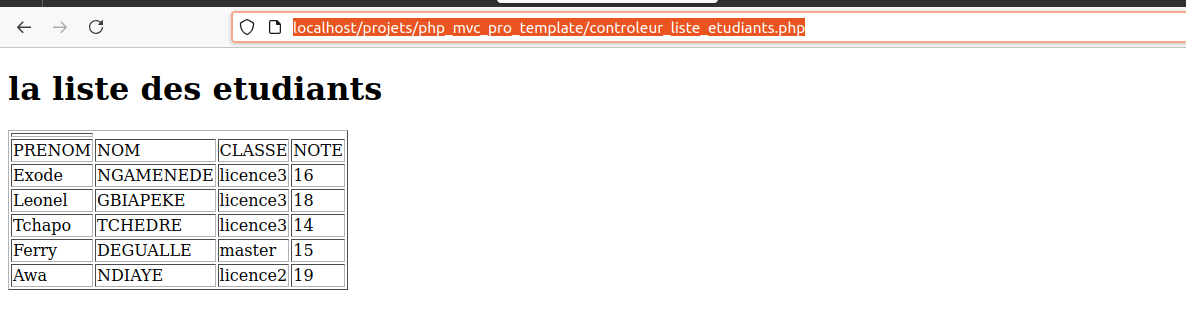 localhost/projets/php_mvc_pro_template/controleur_liste_etudiants.php
la liste des etudiants
PRENOM NOM CLASSE NOTE
Exode NGAMENEDE licence3 16
Leonel GBIAPEKE licence3 18
Tchapo TCHEDRE licence3 14
Ferry DEGUALLE master 15
Awa NDIAYE licence2 19